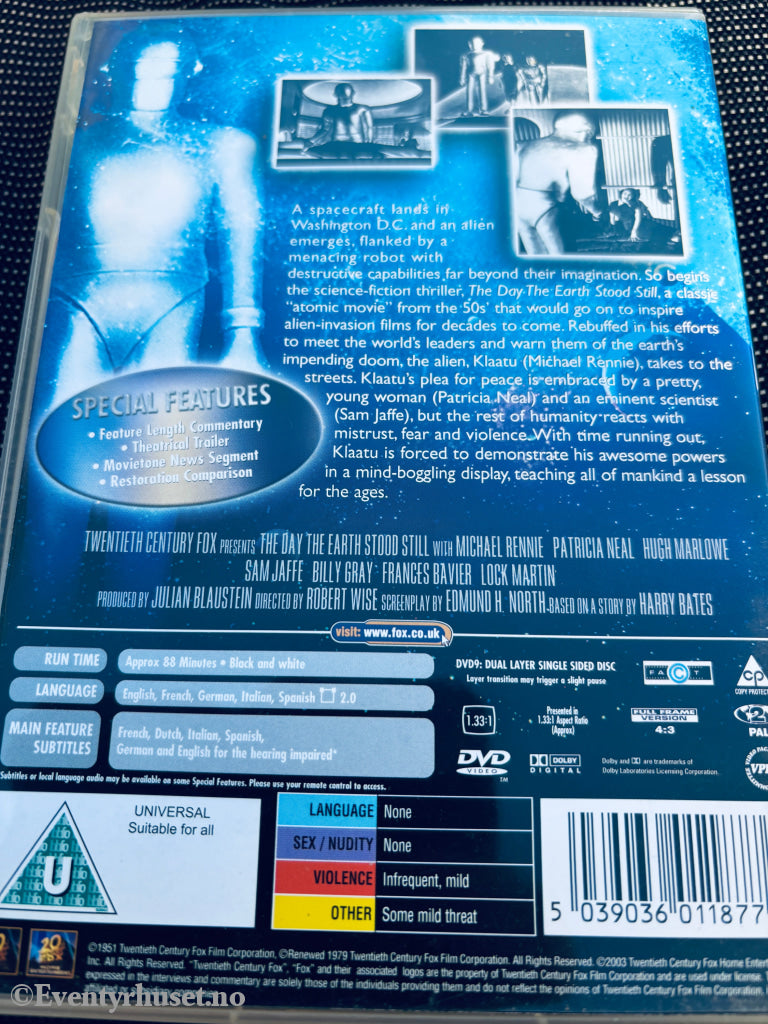 A spacecraft lands in
Washington D.C. and an alien
emerges, flanked by a
menacing robot with
destructive capabilities far beyond their imagination. So begins
the science-fiction thriller, The Day The Earth Stood Still, a classic
"atomic movie" from the 50s' that would go on to inspire
alien-invasion films for decades to come. Rebuffed in his efforts
to meet the world's leaders and warn them of the earth's
impending doom, the alien, Klaatu (Michael Rennie), takes to the
streets. Klaatu's plea for peace is embraced by a pretty,
young woman (Patricia Neal) and an eminent scientist
(Sam Jaffe), but the rest of humanity reacts with
mistrust, fear and violence. With time running out,
Klaatu is forced to demonstrate his awesome powers
in a mind-boggling display, teaching all of mankind a lesson
for the ages.
SPECIAL FEATURES
• Feature Length Commentary
• Theatrical Trailer
• Movietone News Segment
• Restoration Comparison
TWENTIETH CENTURY FOX PRESENTS THE DAY THE EARTH STOOD STILL WITH MICHAEL RENNIE PATRICIA NEAL HUGH MARLOWE
SAM JAFFE BILLY GRAY FRANCES BAVIER LOCK MARTIN
PRODUCED BY JULIAN BLAUSTEIN DIRECTED BY ROBERT WISE SCREENPLAY BY EDMUND H. NORTH BASED ON A STORY BY HARRY BATES
visit: www.fox.co.uk
RUN TIME Approx 88 Minutes • Black and white
LANGUAGE English, French, German, Italian, Spanish 2.0
MAIN FEATURE SUBTITLES
French, Dutch, Italian, Spanish,
German and English for the hearing impaired*
Subtitles or local language audio may be available on some Special Features. Please use your remote control to access.
DVD9: DUAL LAYER SINGLE SIDED DISC
Layer transition may trigger a slight pause
FACT
COPY PROTECT
1.33:1
Presented in
1.33:1 Aspect Ratio
(Approx)
FULL FRAME
VERSION
4:3
2
PAL
DVD
VIDEO
TM
DOLBY
DIGITAL
Dolby and are trademarks of
Dolby Laboratories Licensing Corporation.
U
UNIVERSAL
Suitable for all
LANGUAGE None
SEX / NUDITY None
VIOLENCE Infrequent, mild
OTHER Some mild threat
5 039036 011877
©1951 Twentieth Century Fox Film Corporation, ©Renewed 1979 Twentieth Century Fox Film Corporation. All Rights Reserved. ©2003 Twentieth Century Fox Home
Inc. All Rights Reserved. "Twentieth Century Fox", "Fox" and their associated logos are the property of Twentieth Century Fox Film Corporation and are used under license.
expressed in the interviews and commentary are solely those of the individuals providing them and do not reflect the opinions of Twentieth Century Fox Film Corporation,
©Eventyrhuset.no